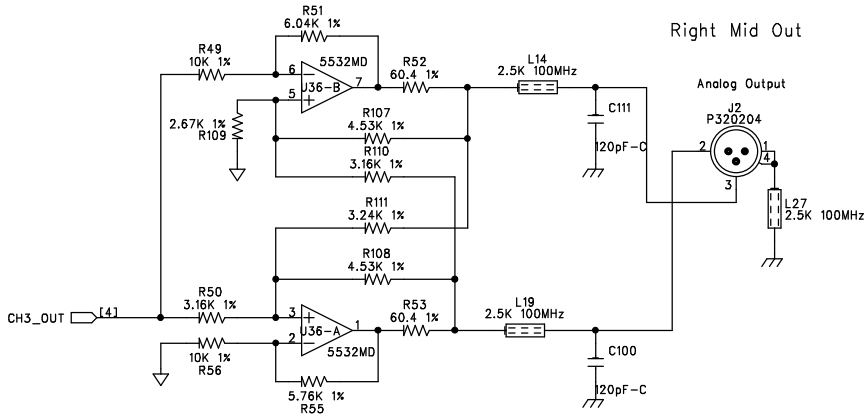 Right Mid Out
R51
6.04K 1%
R49
10K 1%
5532MD
6
7
U36-B
5
R52
60.4 1%
L14
2.5K 100MHz
Analog Output
J2
P320204
C111
120pF-C
2.67K 1%
R109
R107
4.53K 1%
R110
3.16K 1%
2
1
4
3
R111
3.24K 1%
L27
2.5K 100MHz
R108
4.53K 1%
CH3_OUT
[4]
R50
3.16K 1%
3
1
U36-A
2
5532MD
R53
60.4 1%
L19
2.5K 100MHz
10K 1%
R56
C100
120pF-C
5.76K 1%
R55